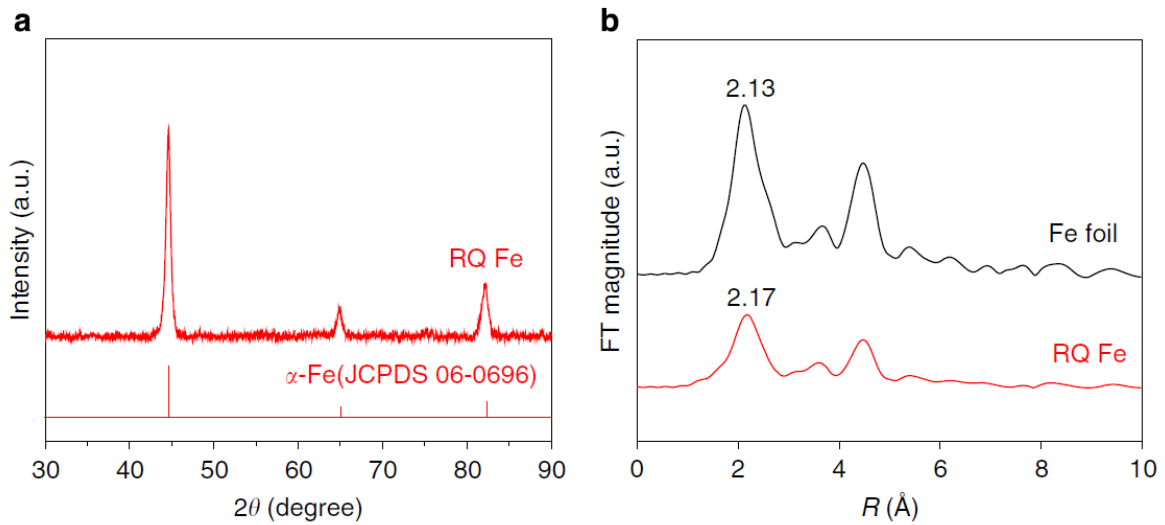 a
Intensity (a.u.)
RQ Fe
α-Fe(JCPDS 06-0696)
30 40 50 60 70 80 90
2θ (degree)
b
FT magnitude (a.u.)
2.13
Fe foil
2.17
RQ Fe
0 2 4 6 8 10
R (Å)